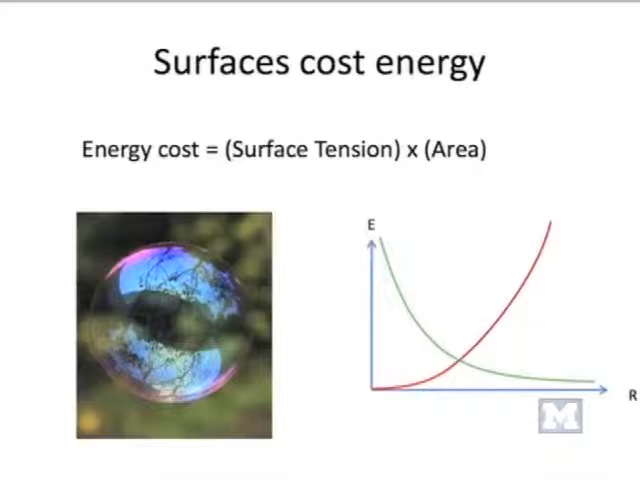 Surfaces cost energy
Energy cost = (Surface Tension) x (Area)
E
R
M